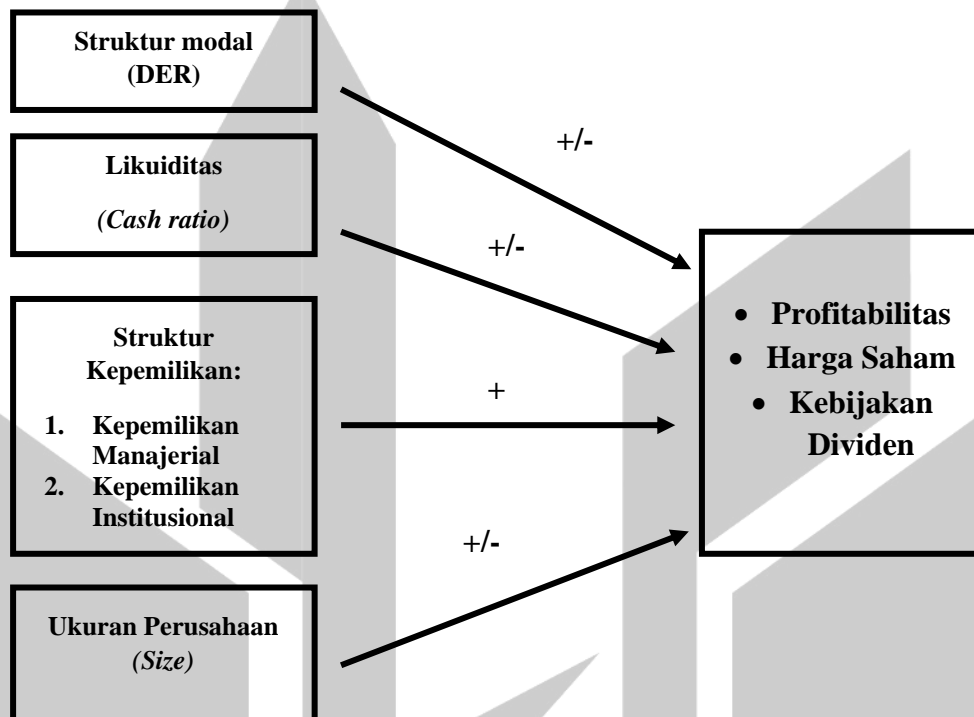 Struktur modal
(DER)
+/-
Likuiditas
(Cash ratio)
+/-
Struktur
Kepemilikan:
1. Kepemilikan
Manajerial
2. Kepemilikan
Institusional
+
Ukuran Perusahaan
(Size)
+/-
• Profitabilitas
• Harga Saham
• Kebijakan
Dividen